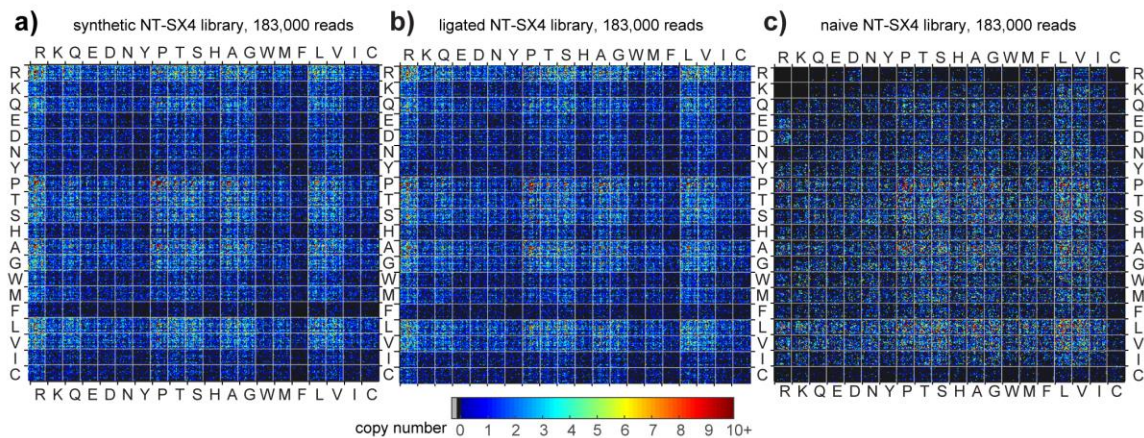 a) synthetic NT-SX4 library, 183,000 reads
b) ligated NT-SX4 library, 183,000 reads
c) naive NT-SX4 library, 183,000 reads
R K Q E D N Y P T S H A G W M F L V I C
R K Q E D N Y P T S H A G W M F L V I C
R K Q E D N Y P T S H A G W M F L V I C
R
K
Q
E
D
N
Y
P
T
S
H
A
G
W
M
F
L
V
I
C
R
K
Q
E
D
N
Y
P
T
S
H
A
G
W
M
F
L
V
I
C
R
K
Q
E
D
N
Y
P
T
S
H
A
G
W
M
F
L
V
I
C
R K Q E D N Y P T S H A G W M F L V I C
R K Q E D N Y P T S H A G W M F L V I C
copy number 0 1 2 3 4 5 6 7 8 9 10+